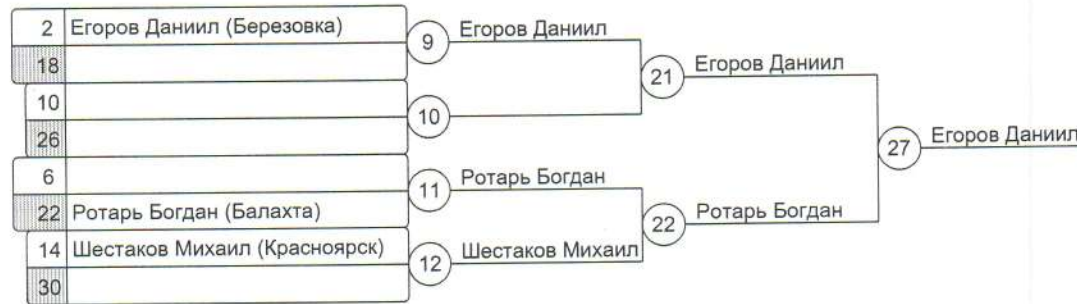 2 Егоров Даниил (Березовка)
9 Егоров Даниил
18
21 Егоров Даниил
10
10
26
27 Егоров Даниил
6
11 Ротарь Богдан
22 Ротарь Богдан (Балахта)
22 Ротарь Богдан
14 Шестаков Михаил (Красноярск)
12 Шестаков Михаил
30